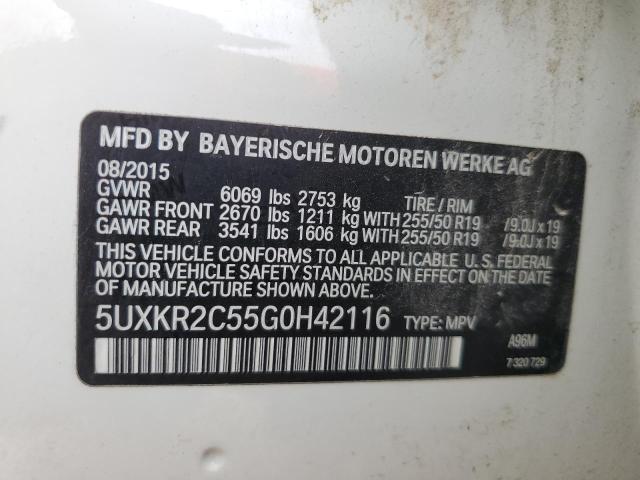 MFD BY BAYERISCHE MOTOREN WERKE AG
08/2015
GVWR 6069 lbs 2753 kg TIRE / RIM
GAWR FRONT 2670 lbs 1211 kg WITH 255/50 R19 /9.0J x 19
GAWR REAR 3541 lbs 1606 kg WITH 255/50 R19 /9.0J x 19
THIS VEHICLE CONFORMS TO ALL APPLICABLE U. S. FEDERAL
MOTOR VEHICLE SAFETY STANDARDS IN EFFECT ON THE DATE
OF MANUFACTURE SHOWN ABOVE.
5UXKR2C55G0H42116 TYPE: MPV
A96M
7 320 729